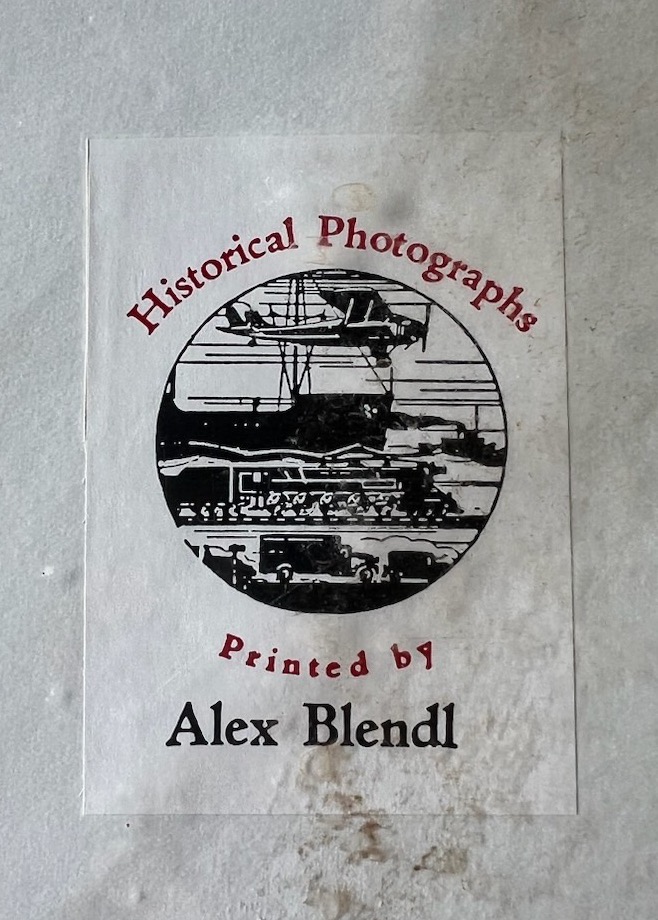 Historical Photographs
Printed by
Alex Blendl